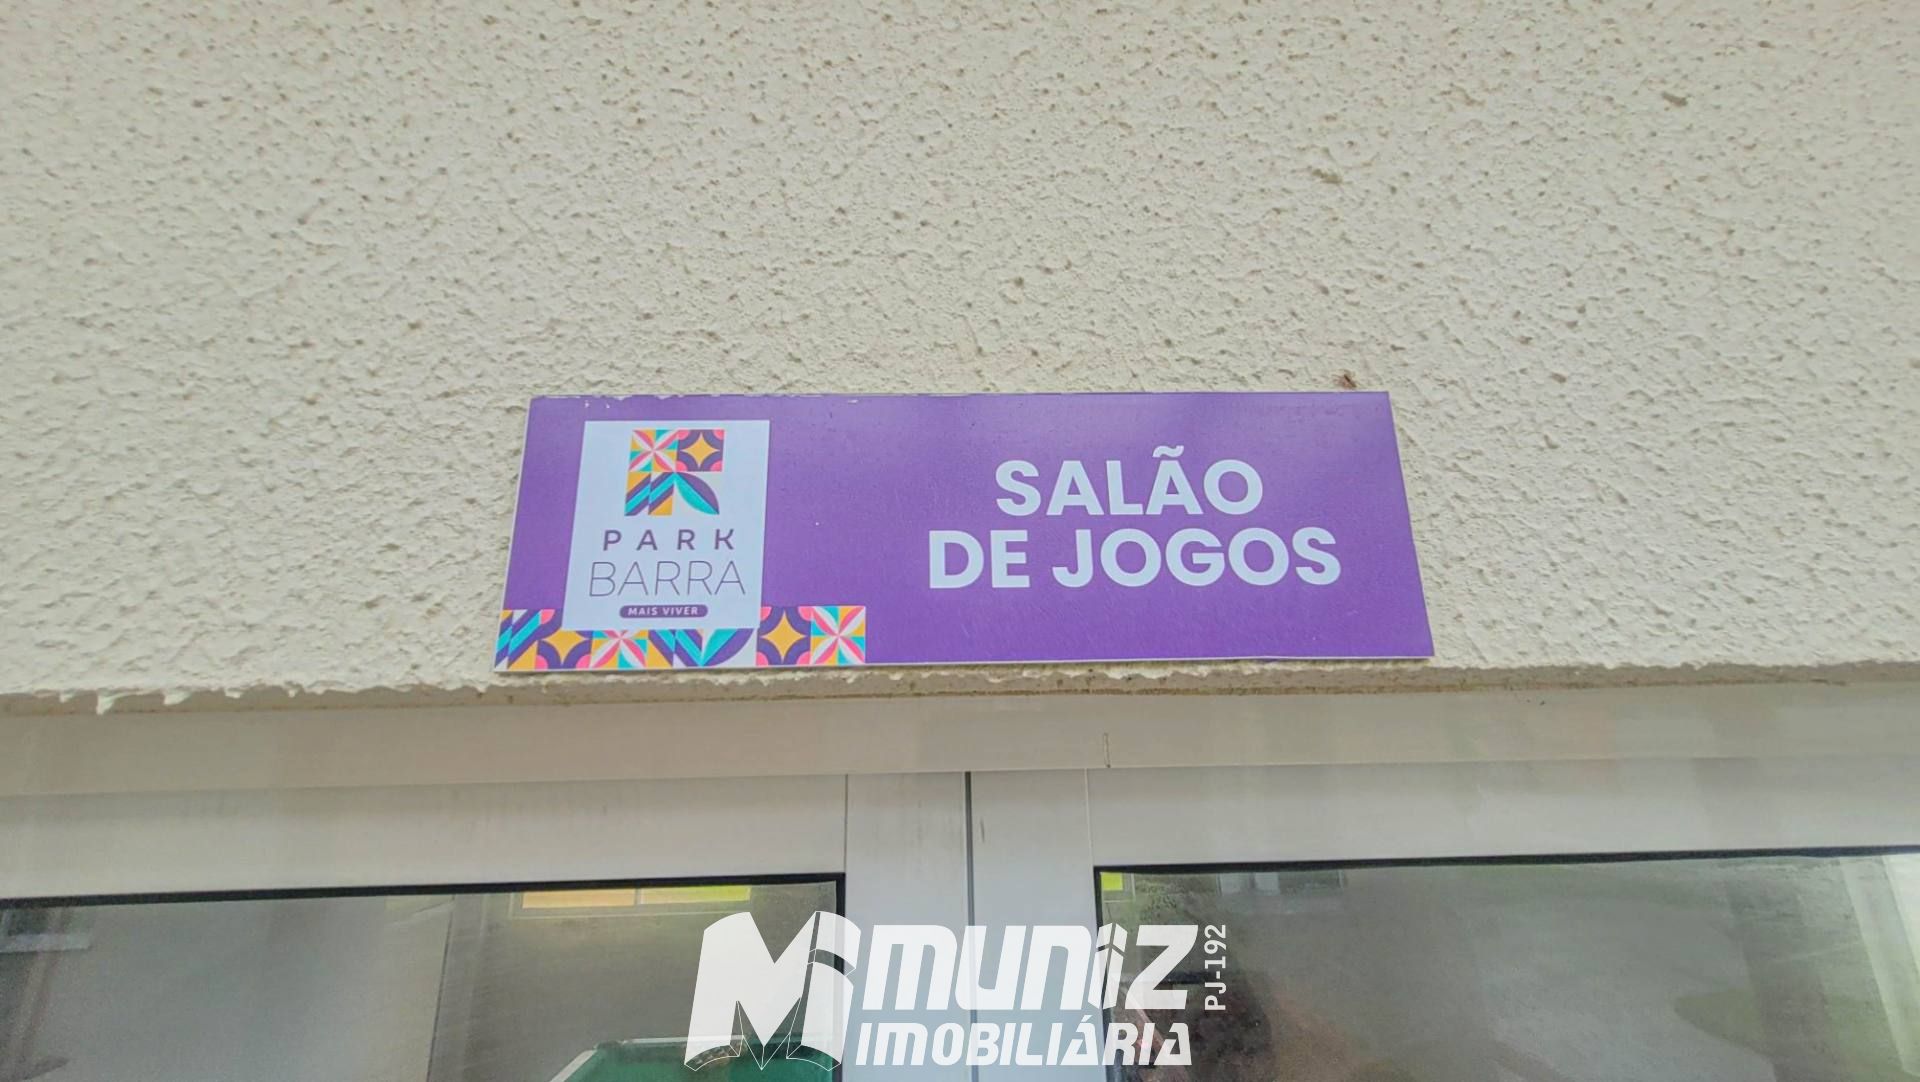 PARK
BARRA
MAIS VIVER
SALÃO
DE JOGOS
MUNIZ
IMOBILIÁRIA
PJ-192